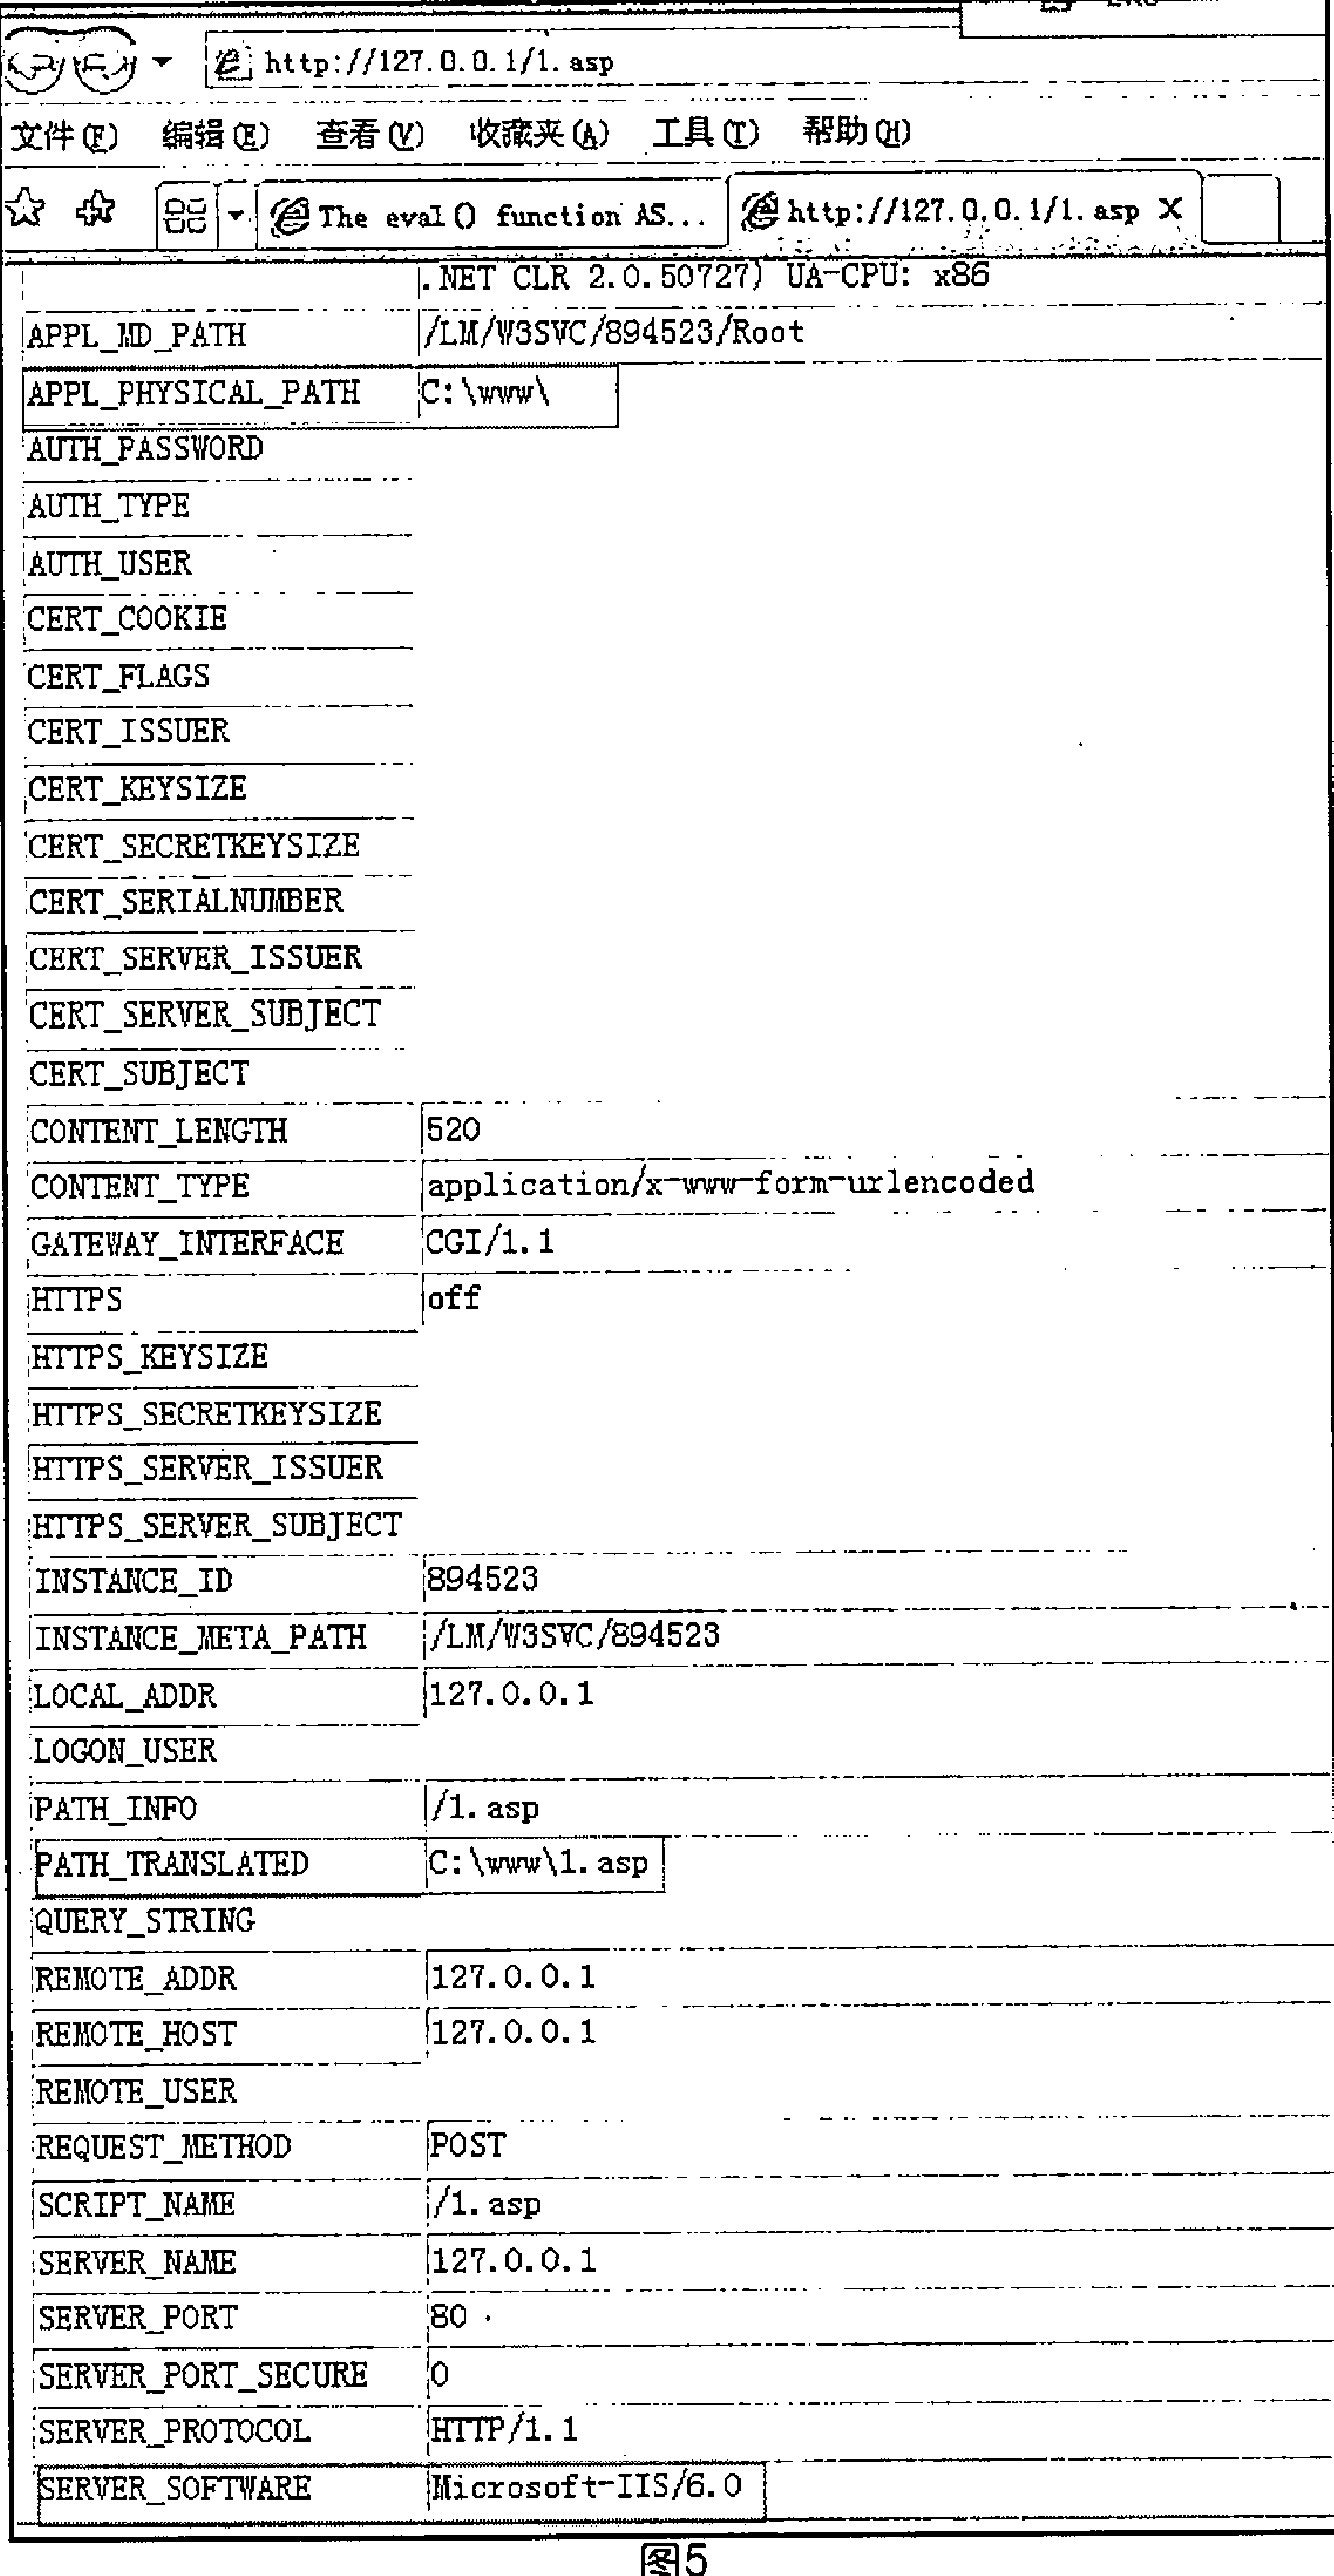 http://127.0.0.1/1.asp
文件(F) 编辑(E) 查看(V) 收藏夹(A) 工具(T) 帮助(H)
The eval() function AS... http://127.0.0.1/1.asp X
.NET CLR 2.0.50727) UA-CPU: x86
APPL_MD_PATH /LM/W3SVC/894523/Root
APPL_PHYSICAL_PATH C:\www\
AUTH_PASSWORD
AUTH_TYPE
AUTH_USER
CERT_COOKIE
CERT_FLAGS
CERT_ISSUER
CERT_KEYSIZE
CERT_SECRETKEYSIZE
CERT_SERIALNUMBER
CERT_SERVER_ISSUER
CERT_SERVER_SUBJECT
CERT_SUBJECT
CONTENT_LENGTH 520
CONTENT_TYPE application/x-www-form-urlencoded
GATEWAY_INTERFACE CGI/1.1
HTTPS off
HTTPS_KEYSIZE
HTTPS_SECRETKEYSIZE
HTTPS_SERVER_ISSUER
HTTPS_SERVER_SUBJECT
INSTANCE_ID 894523
INSTANCE_META_PATH /LM/W3SVC/894523
LOCAL_ADDR 127.0.0.1
LOGON_USER
PATH_INFO /1.asp
PATH_TRANSLATED C:\www\1.asp
QUERY_STRING
REMOTE_ADDR 127.0.0.1
REMOTE_HOST 127.0.0.1
REMOTE_USER
REQUEST_METHOD POST
SCRIPT_NAME /1.asp
SERVER_NAME 127.0.0.1
SERVER_PORT 80
SERVER_PORT_SECURE 0
SERVER_PROTOCOL HTTP/1.1
SERVER_SOFTWARE Microsoft-IIS/6.0
图5